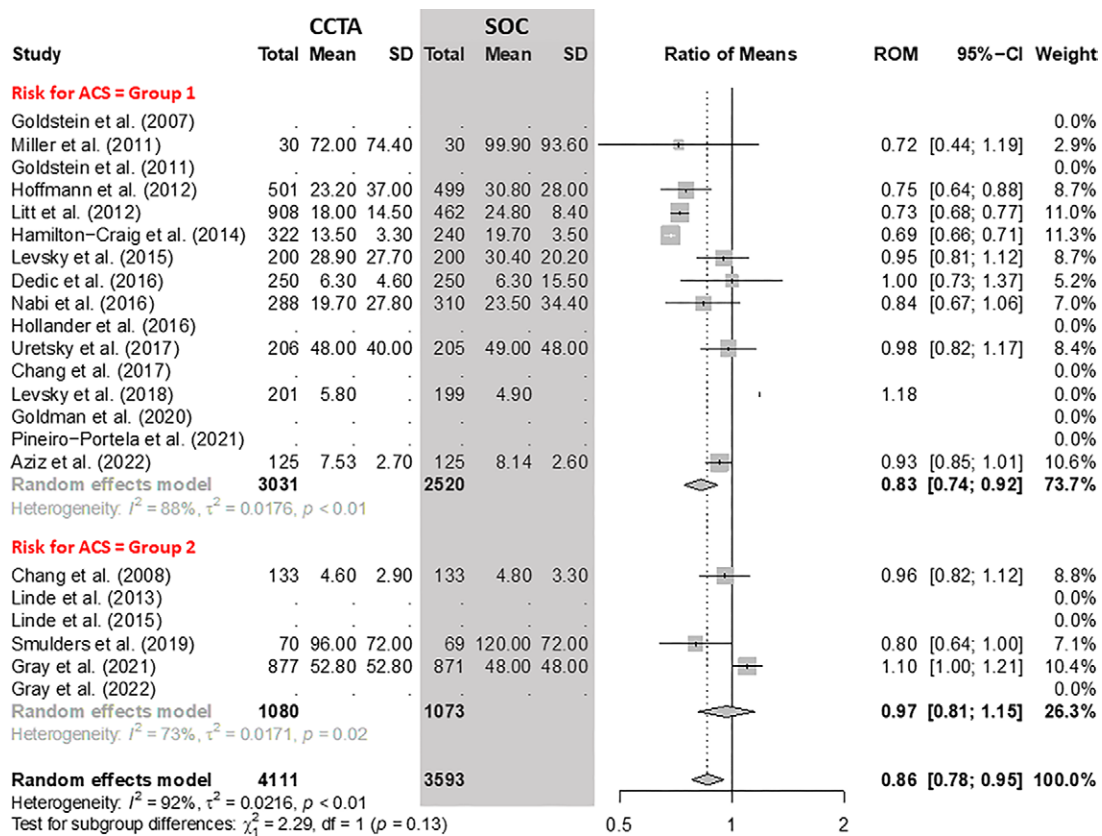 CCTA SOC
Study Total Mean SD Total Mean SD Ratio of Means ROM 95%−CI Weight
Risk for ACS = Group 1
Goldstein et al. (2007) . . . . . . 0.0%
Miller et al. (2011) 30 72.00 74.40 30 99.90 93.60 0.72 [0.44; 1.19] 2.9%
Goldstein et al. (2011) . . . . . . 0.0%
Hoffmann et al. (2012) 501 23.20 37.00 499 30.80 28.00 0.75 [0.64; 0.88] 8.7%
Litt et al. (2012) 908 18.00 14.50 462 24.80 8.40 0.73 [0.68; 0.77] 11.0%
Hamilton−Craig et al. (2014) 322 13.50 3.30 240 19.70 3.50 0.69 [0.66; 0.71] 11.3%
Levsky et al. (2015) 200 28.90 27.70 200 30.40 20.20 0.95 [0.81; 1.12] 8.7%
Dedic et al. (2016) 250 6.30 4.60 250 6.30 15.50 1.00 [0.73; 1.37] 5.2%
Nabi et al. (2016) 288 19.70 27.80 310 23.50 34.40 0.84 [0.67; 1.06] 7.0%
Hollander et al. (2016) . . . . . . 0.0%
Uretsky et al. (2017) 206 48.00 40.00 205 49.00 48.00 0.98 [0.82; 1.17] 8.4%
Chang et al. (2017) . . . . . . 0.0%
Levsky et al. (2018) 201 5.80 . 199 4.90 . 1.18 0.0%
Goldman et al. (2020) . . . . . . 0.0%
Pineiro−Portela et al. (2021) . . . . . . 0.0%
Aziz et al. (2022) 125 7.53 2.70 125 8.14 2.60 0.93 [0.85; 1.01] 10.6%
Random effects model 3031 2520 0.83 [0.74; 0.92] 73.7%
Heterogeneity: I² = 88%, τ² = 0.0176, p < 0.01
Risk for ACS = Group 2
Chang et al. (2008) 133 4.60 2.90 133 4.80 3.30 0.96 [0.82; 1.12] 8.8%
Linde et al. (2013) . . . . . . 0.0%
Linde et al. (2015) . . . . . . 0.0%
Smulders et al. (2019) 70 96.00 72.00 69 120.00 72.00 0.80 [0.64; 1.00] 7.1%
Gray et al. (2021) 877 52.80 52.80 871 48.00 48.00 1.10 [1.00; 1.21] 10.4%
Gray et al. (2022) . . . . . . 0.0%
Random effects model 1080 1073 0.97 [0.81; 1.15] 26.3%
Heterogeneity: I² = 73%, τ² = 0.0171, p = 0.02
Random effects model 4111 3593 0.86 [0.78; 0.95] 100.0%
Heterogeneity: I² = 92%, τ² = 0.0216, p < 0.01
Test for subgroup differences: χ₁² = 2.29, df = 1 (p = 0.13)
0.5 1 2